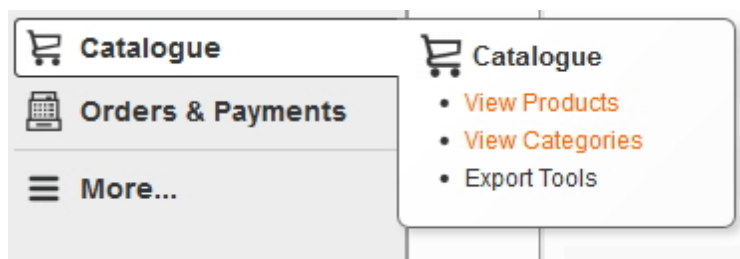 Catalogue
Orders & Payments
More...
Catalogue
View Products
View Categories
Export Tools